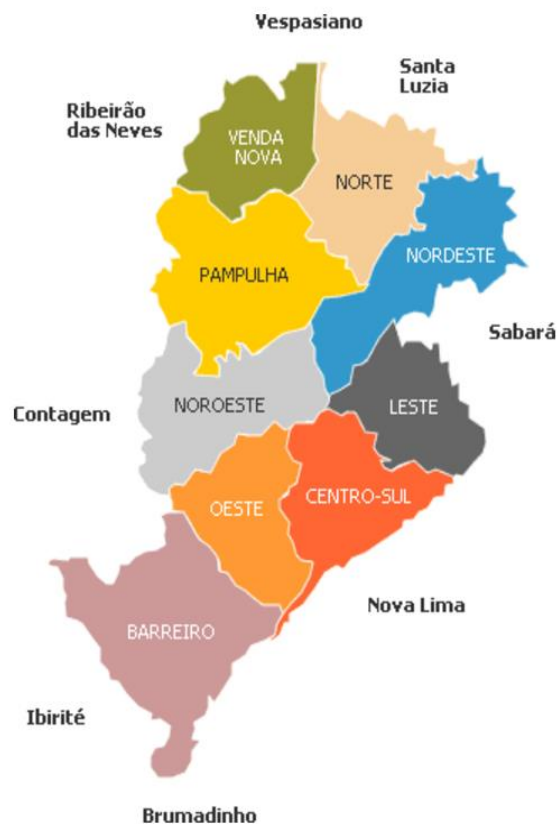 Vespasiano
Santa
Luzia
Ribeirão
das Neves
VENDA
NOVA
NORTE
NORDESTE
PAMPULHA
Sabará
NOROESTE
LESTE
Contagem
CENTRO-SUL
OESTE
Nova Lima
BARREIRO
Ibirité
Brumadinho